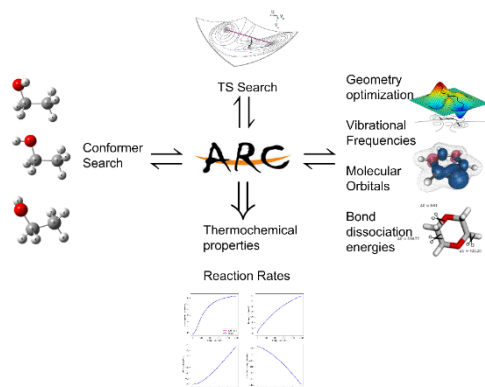 TS Search
Geometry
optimization
Vibrational
Frequencies
Conformer
Search
ARC
Molecular
Orbitals
Bond
dissociation
energies
Thermochemical
properties
Reaction Rates